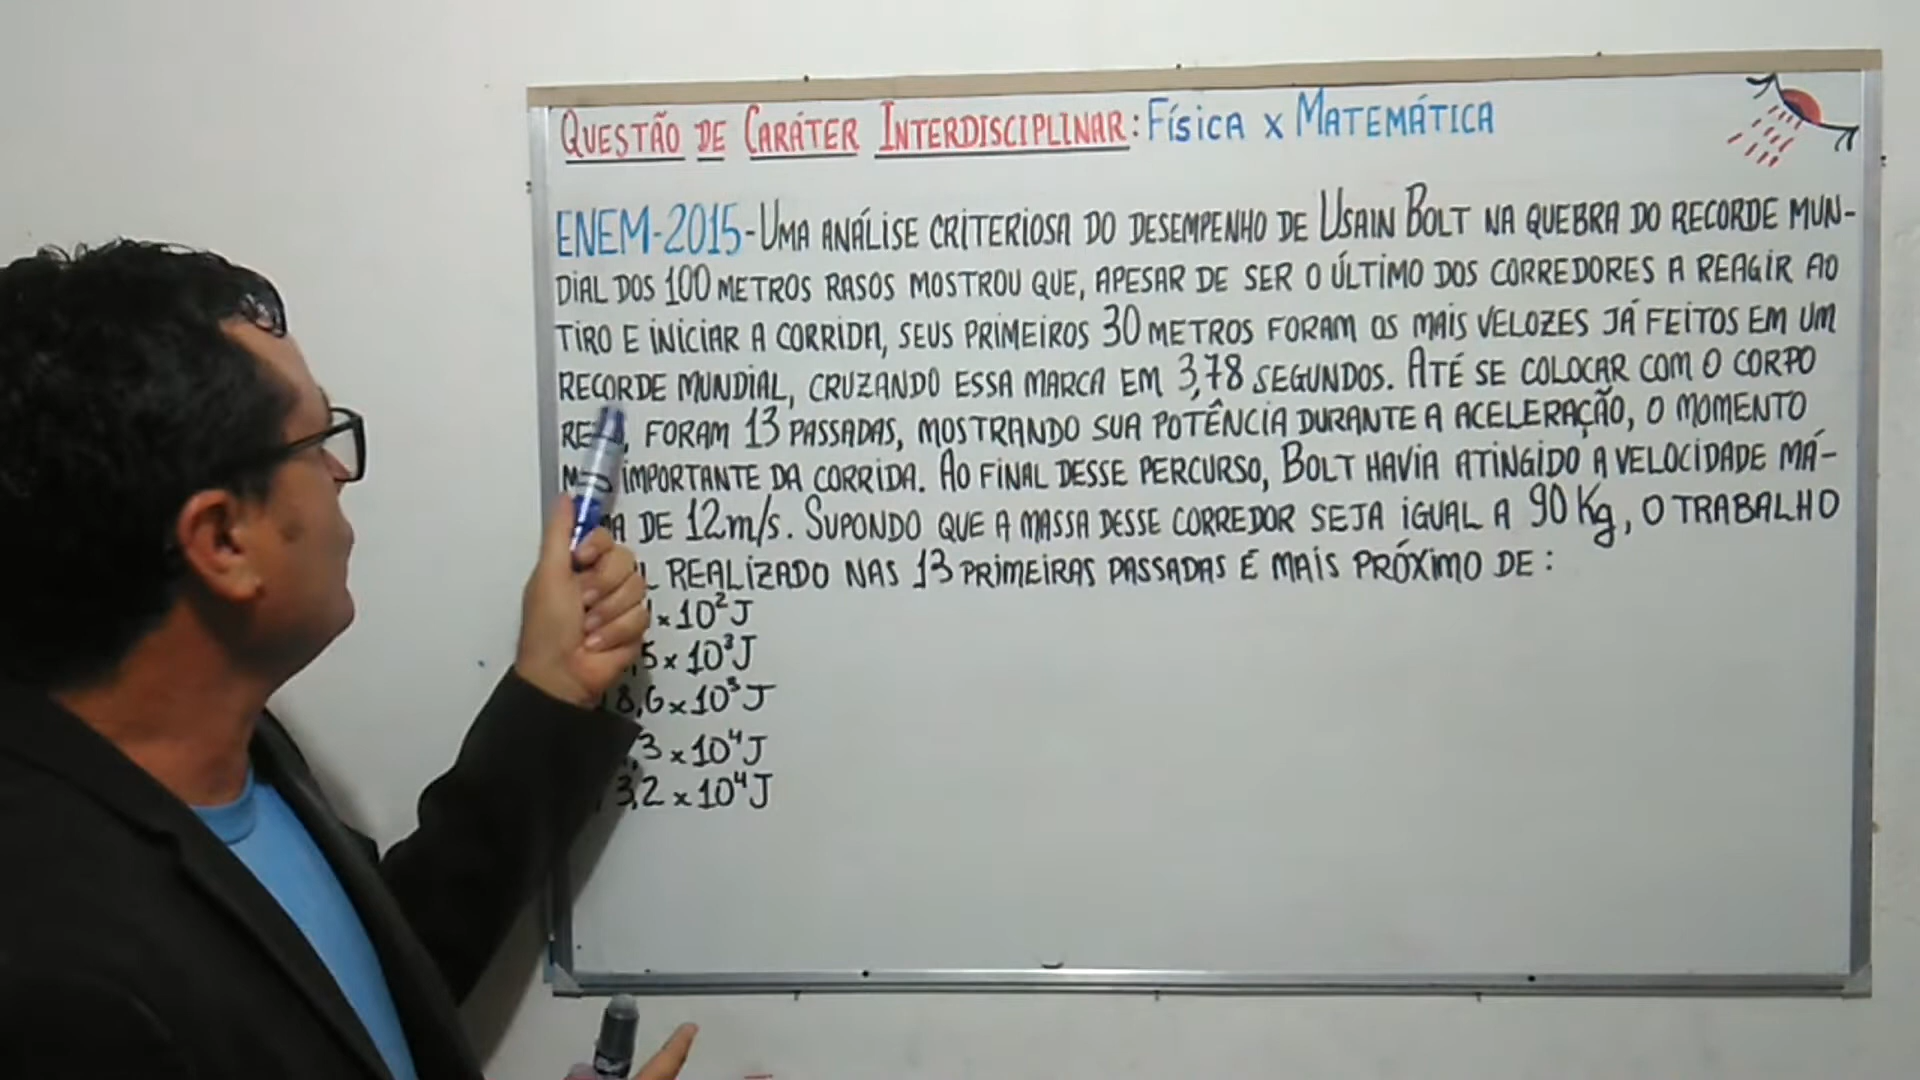 QUESTÃO DE CARÁTER INTERDISCIPLINAR: FÍSICA X MATEMÁTICA
ENEM-2015-UMA ANÁLISE CRITERIOSA DO DESEMPENHO DE USAIN BOLT NA QUEBRA DO RECORDE MUN-
DIAL DOS 100 METROS RASOS MOSTROU QUE, APESAR DE SER O ÚLTIMO DOS CORREDORES A REAGIR AO
TIRO E INICIAR A CORRIDA, SEUS PRIMEIROS 30 METROS FORAM OS MAIS VELOZES JÁ FEITOS EM UM
RECORDE MUNDIAL, CRUZANDO ESSA MARCA EM 3,78 SEGUNDOS. ATÉ SE COLOCAR COM O CORPO
FORAM 13 PASSADAS, MOSTRANDO SUA POTÊNCIA DURANTE A ACELERAÇÃO, O MOMENTO
IMPORTANTE DA CORRIDA. AO FINAL DESSE PERCURSO, BOLT HAVIA ATINGIDO A VELOCIDADE MÁ-
DE 12m/s. SUPONDO QUE A MASSA DESSE CORREDOR SEJA IGUAL A 90 Kg, O TRABALHO
REALIZADO NAS 13 PRIMEIRAS PASSADAS É MAIS PRÓXIMO DE:
x 10² J
5 x 10³ J
8,6 x 10³ J
3 x 10⁴ J
3,2 x 10⁴ J